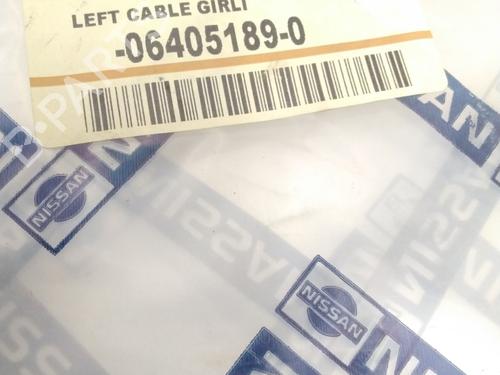 LEFT CABLE GIRLI
-06405189-0
NISSAN
NISSAN
NISSAN